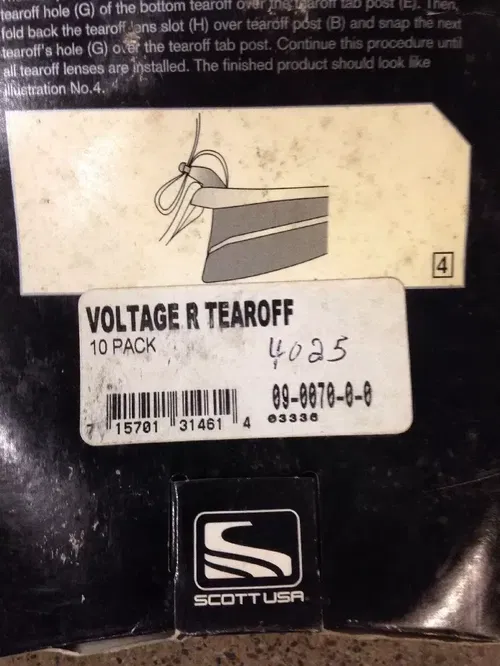 tearoff hole (G) of the bottom tearoff over the tearoff tab post (E). Then,
fold back the tearoff lens slot (H) over tearoff post (B) and snap the next
tearoff's hole (G) over the tearoff tab post. Continue this procedure until
all tearoff lenses are installed. The finished product should look like
illustration No.4.
4
VOLTAGE R TEAROFF
10 PACK
4025
09-0070-0-0
03336
7 15701 31461 4
SCOTT USA